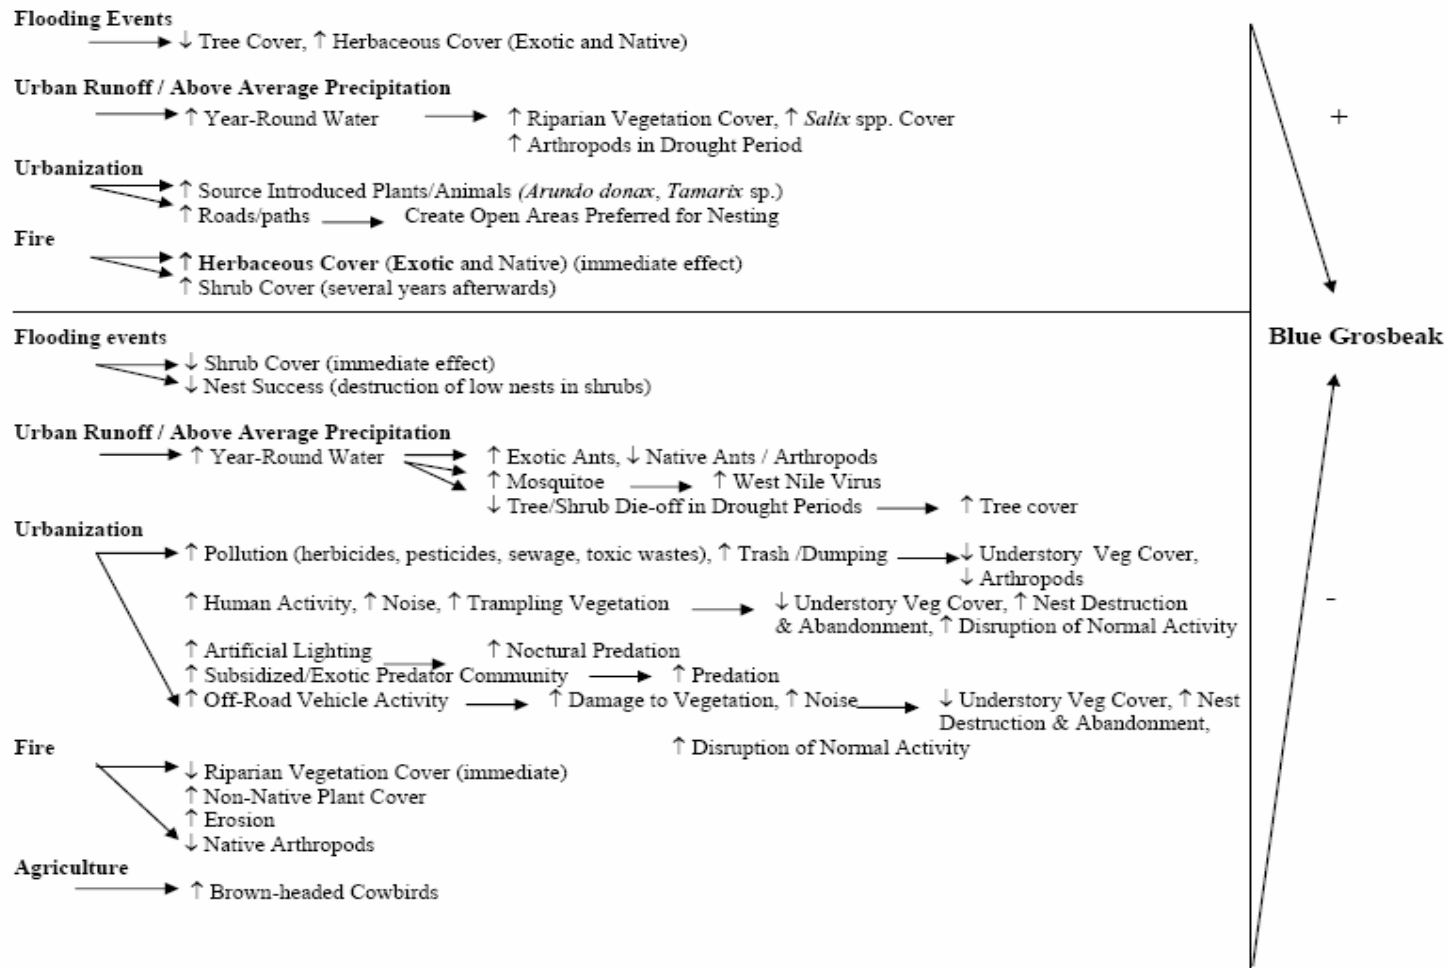 Flooding Events
↓ Tree Cover, ↑ Herbaceous Cover (Exotic and Native)
Urban Runoff / Above Average Precipitation
↑ Year-Round Water ↑ Riparian Vegetation Cover, ↑ Salix spp. Cover
↑ Arthropods in Drought Period
+
Urbanization
↑ Source Introduced Plants/Animals (Arundo donax, Tamarix sp.)
↑ Roads/paths Create Open Areas Preferred for Nesting
Fire
↑ Herbaceous Cover (Exotic and Native) (immediate effect)
↑ Shrub Cover (several years afterwards)
Blue Grosbeak
Flooding events
↓ Shrub Cover (immediate effect)
↓ Nest Success (destruction of low nests in shrubs)
Urban Runoff / Above Average Precipitation
↑ Year-Round Water ↑ Exotic Ants, ↓ Native Ants / Arthropods
↑ Mosquitoe ↑ West Nile Virus
↓ Tree/Shrub Die-off in Drought Periods ↑ Tree cover
Urbanization
↑ Pollution (herbicides, pesticides, sewage, toxic wastes), ↑ Trash /Dumping ↓ Understory Veg Cover,
↓ Arthropods
↑ Human Activity, ↑ Noise, ↑ Trampling Vegetation ↓ Understory Veg Cover, ↑ Nest Destruction
& Abandonment, ↑ Disruption of Normal Activity
-
↑ Artificial Lighting ↑ Noctural Predation
↑ Subsidized/Exotic Predator Community ↑ Predation
↑ Off-Road Vehicle Activity ↑ Damage to Vegetation, ↑ Noise ↓ Understory Veg Cover, ↑ Nest
Destruction & Abandonment,
↑ Disruption of Normal Activity
Fire
↓ Riparian Vegetation Cover (immediate)
↑ Non-Native Plant Cover
↑ Erosion
↓ Native Arthropods
Agriculture
↑ Brown-headed Cowbirds